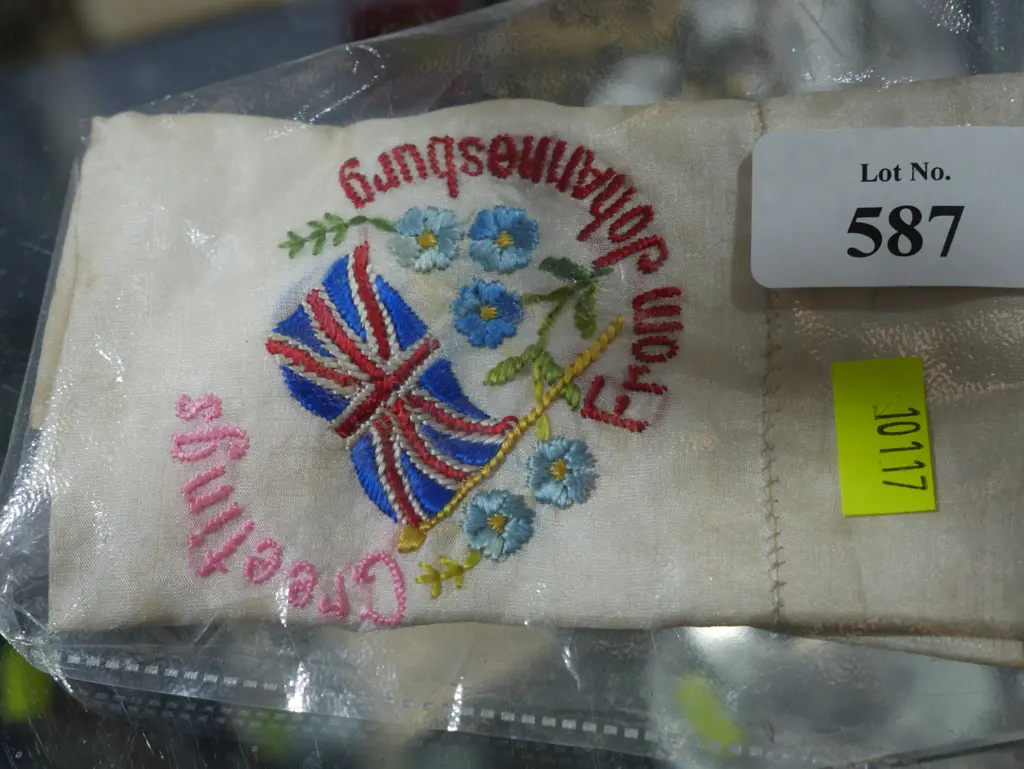 Greetings
From Johannesburg
Lot No.
587
10117